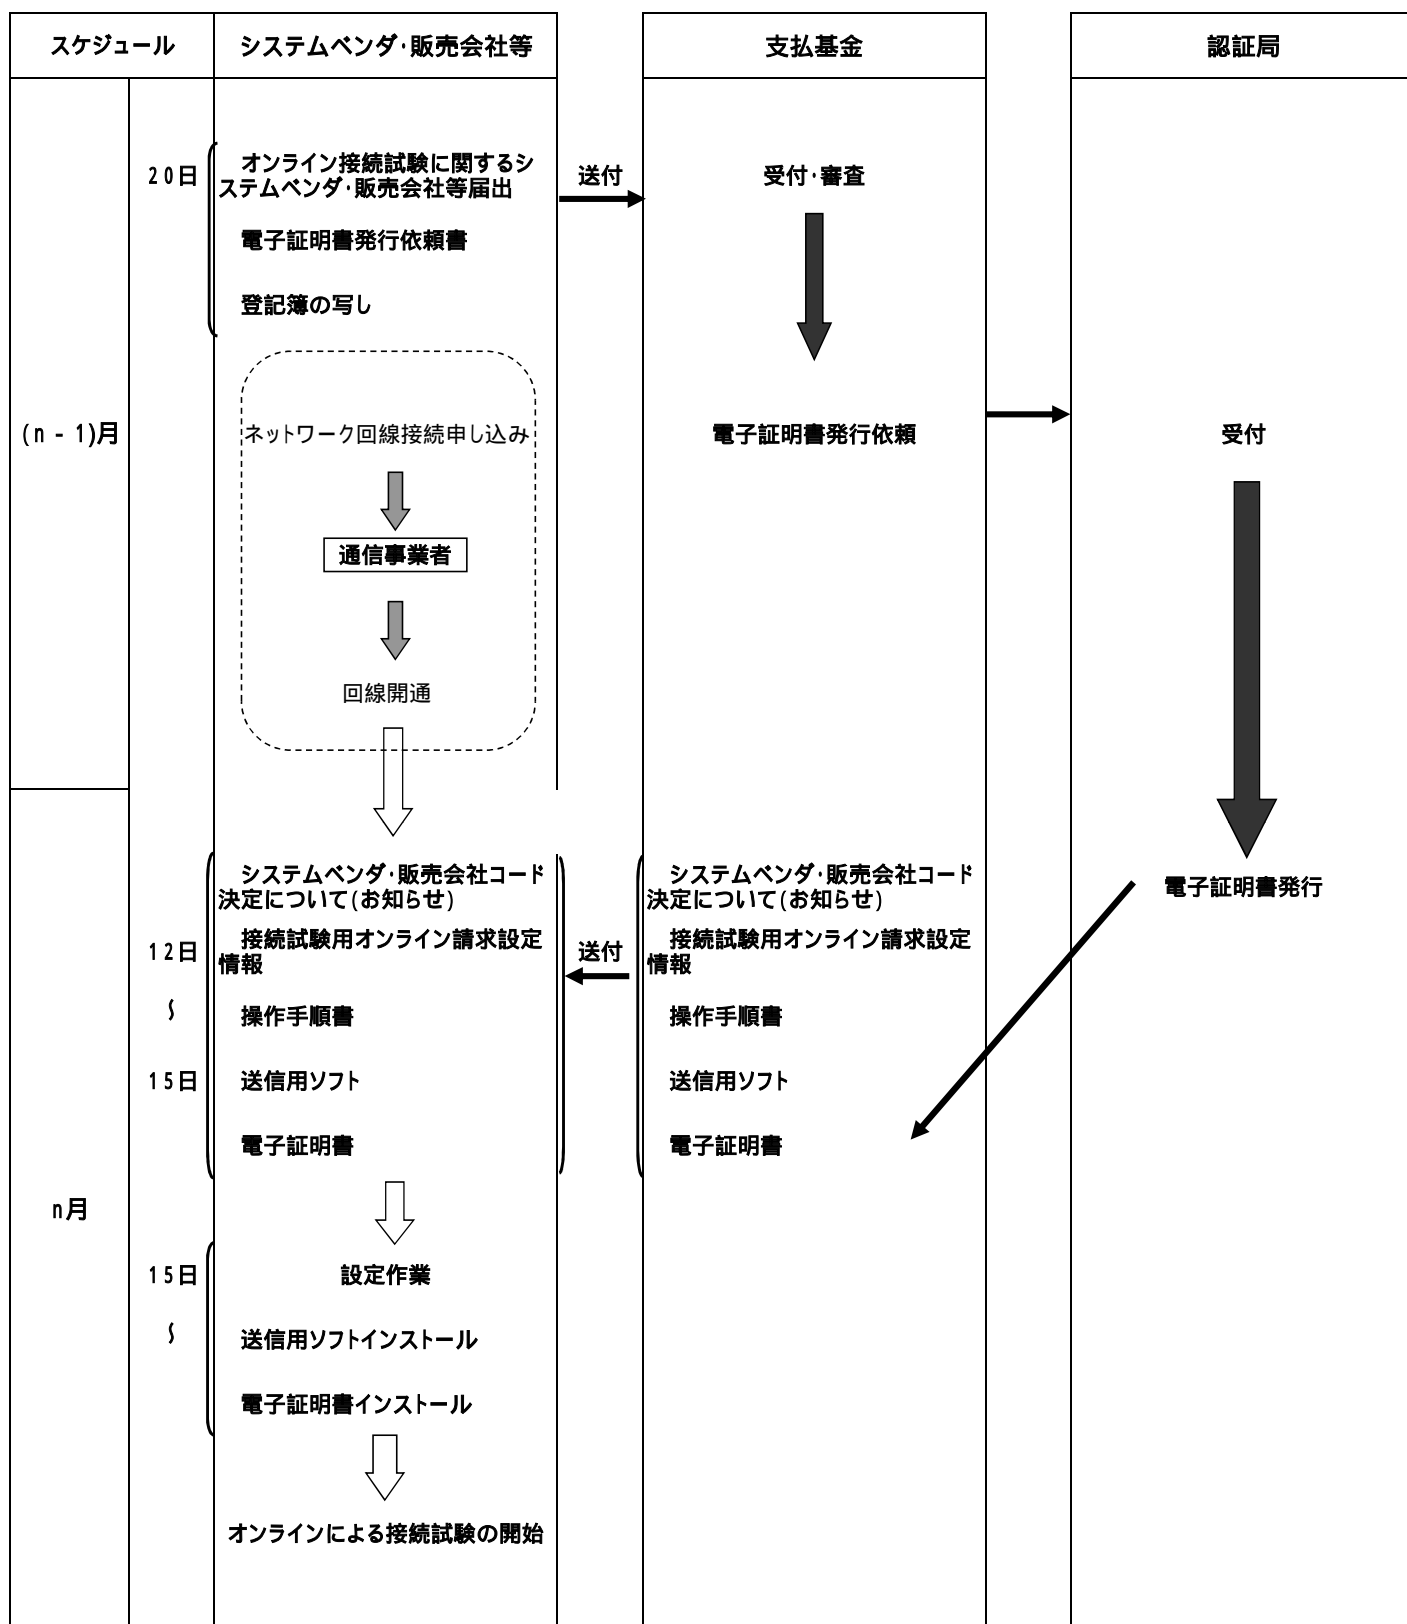 スケジュール
システムベンダ・販売会社等
支払基金
認証局
(n - 1)月
20日
オンライン接続試験に関するシ
ステムベンダ・販売会社等届出
電子証明書発行依頼書
登記簿の写し
送付
受付・審査
ネットワーク回線接続申し込み
通信事業者
回線開通
電子証明書発行依頼
受付
n月
12日
～
15日
システムベンダ・販売会社コード
決定について(お知らせ)
接続試験用オンライン請求設定
情報
操作手順書
送信用ソフト
電子証明書
送付
システムベンダ・販売会社コード
決定について(お知らせ)
接続試験用オンライン請求設定
情報
操作手順書
送信用ソフト
電子証明書
電子証明書発行
15日
～
設定作業
送信用ソフトインストール
電子証明書インストール
オンラインによる接続試験の開始